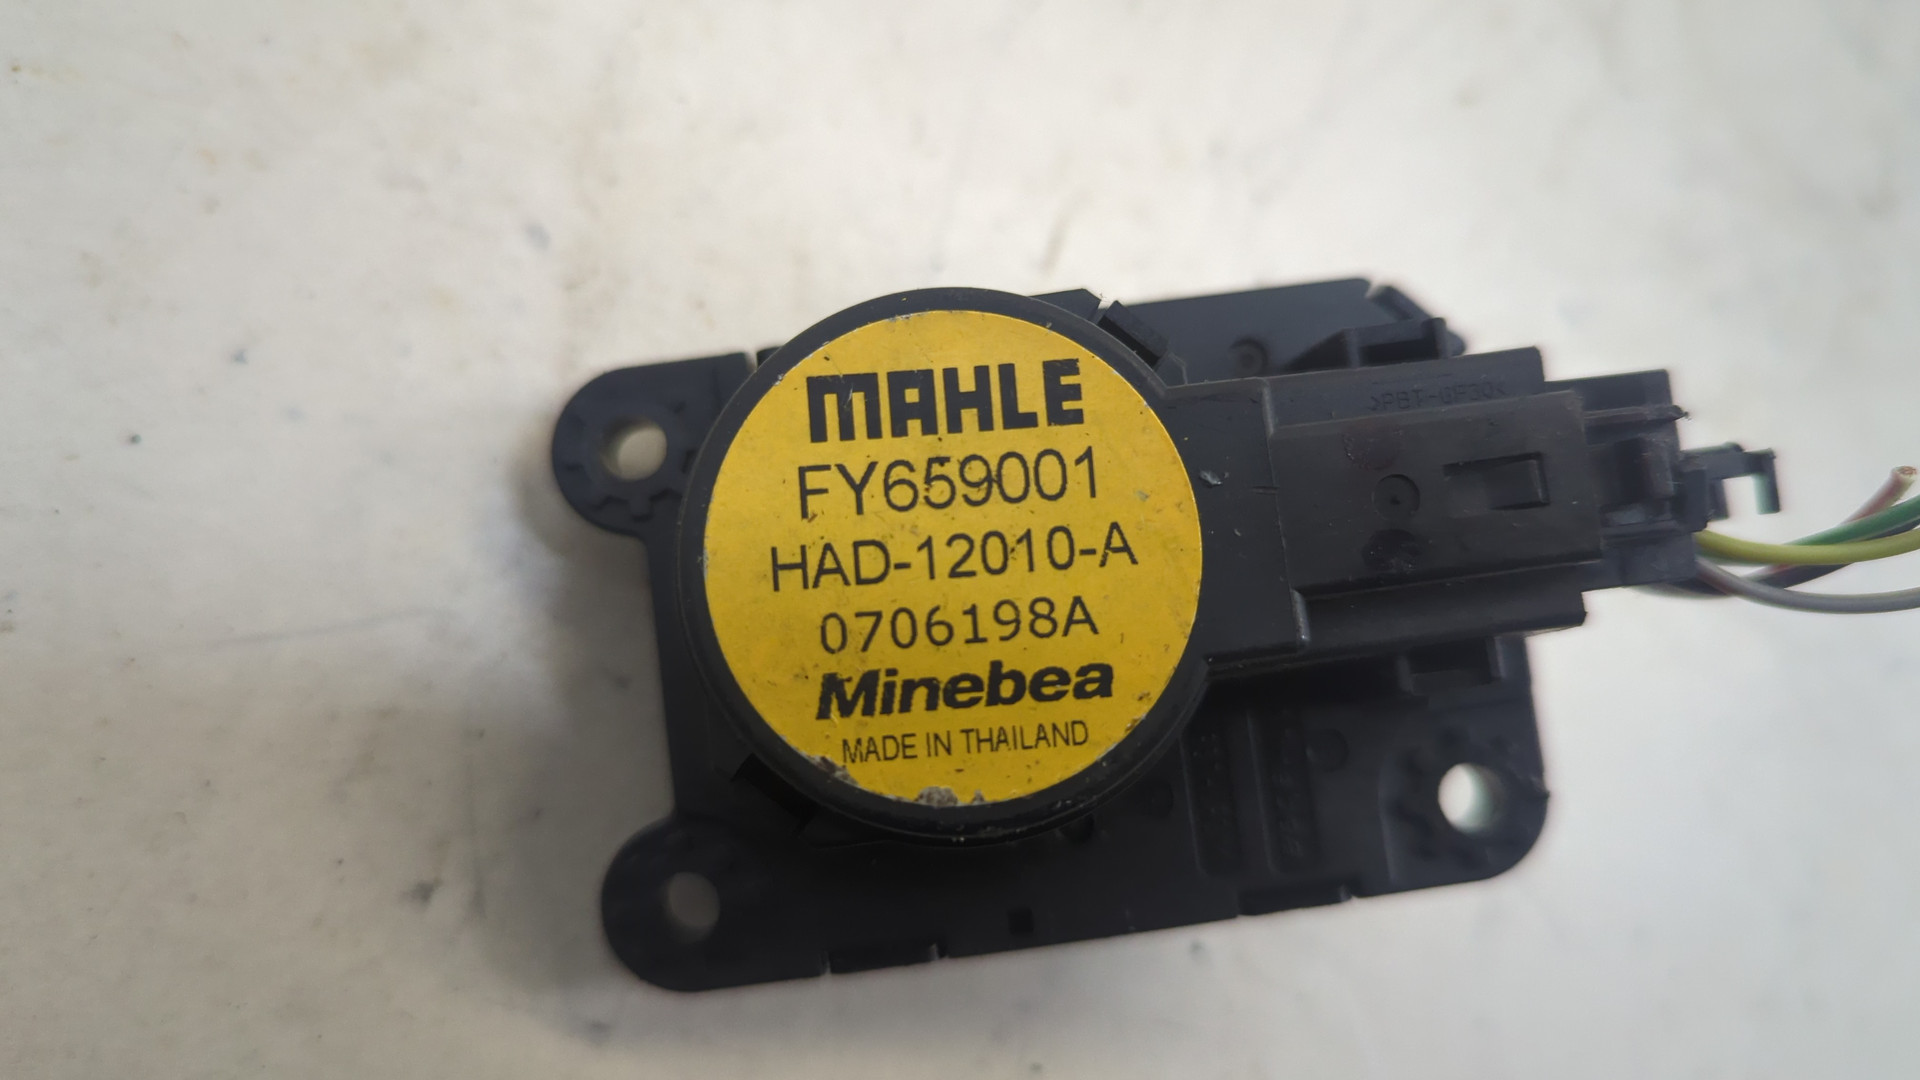 MAHLE
FY659001
HAD-12010-A
0706198A
Minebea
MADE IN THAILAND